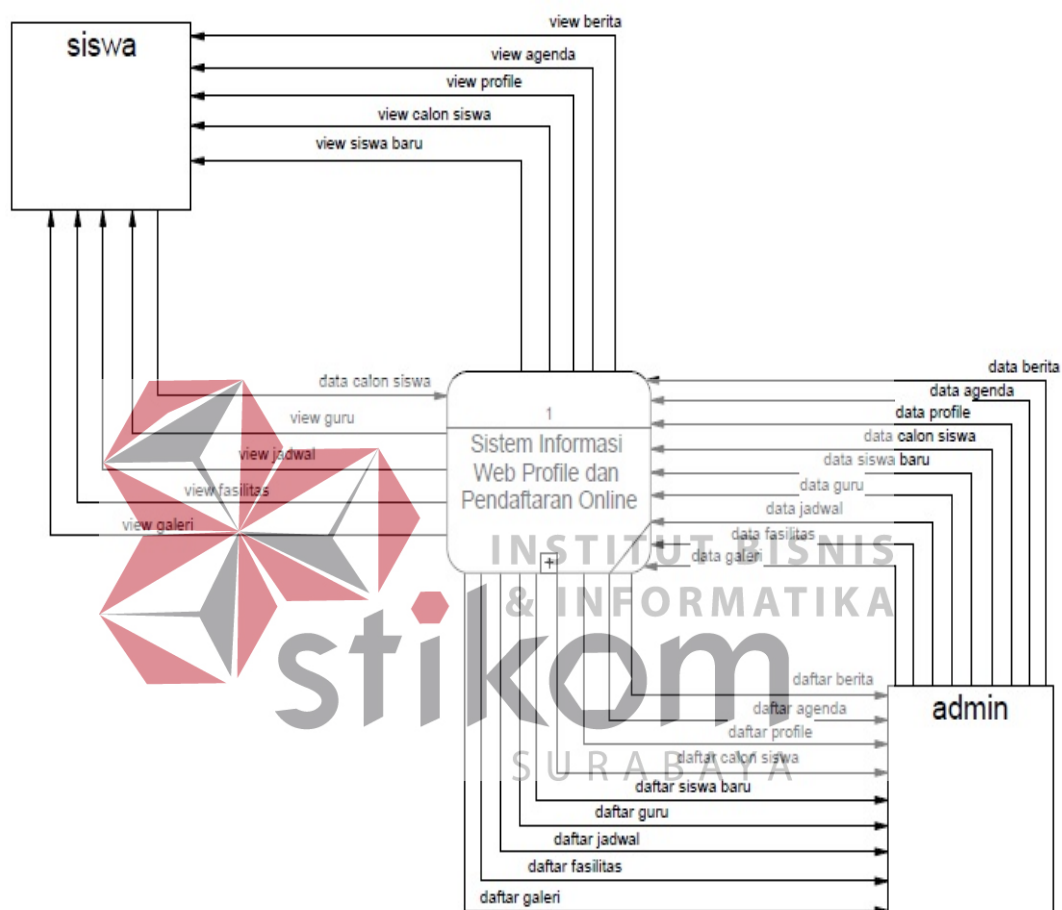 view berita
siswa
view agenda
view profile
view calon siswa
view siswa baru
data berita
data calon siswa
data agenda
1
data profile
view guru
Sistem Informasi
Web Profile dan
Pendaftaran Online
data calon siswa
view jadwal
data siswa baru
view fasilitas
data guru
view galeri
data jadwal
data fasilitas
data galeri
INSTITUT BISNIS
& INFORMATIKA
stikom
SURABAYA
daftar berita
admin
daftar agenda
daftar profile
daftar calon siswa
daftar siswa baru
daftar guru
daftar jadwal
daftar fasilitas
daftar galeri